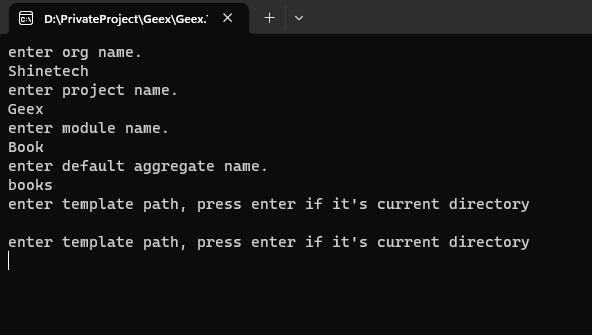 D:\PrivateProject\Geex\Geex.
enter org name.
Shinetech
enter project name.
Geex
enter module name.
Book
enter default aggregate name.
books
enter template path, press enter if it's current directory
enter template path, press enter if it's current directory